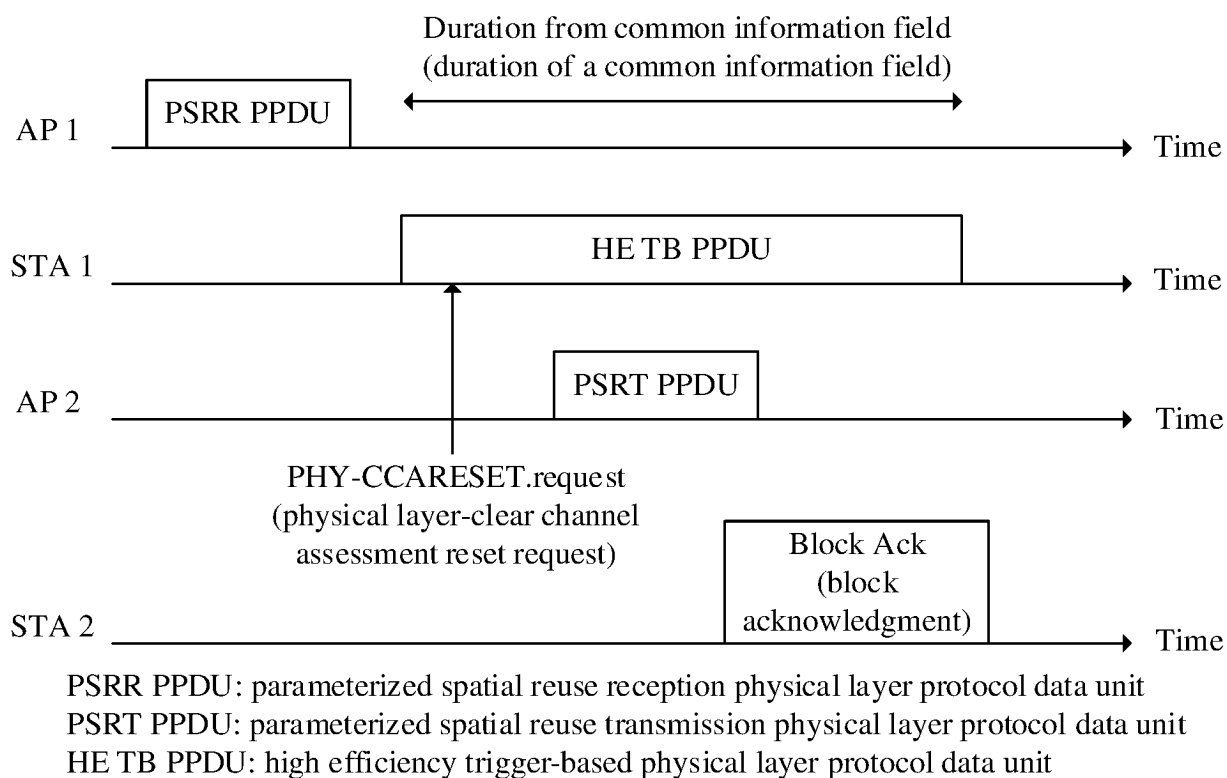 Duration from common information field
(duration of a common information field)
PSRR PPDU
AP 1
Time
HE TB PPDU
STA 1
Time
PSRT PPDU
AP 2
Time
PHY-CCARESET.request
(physical layer-clear channel
assessment reset request)
Block Ack
(block
acknowledgment)
STA 2
Time
PSRR PPDU: parameterized spatial reuse reception physical layer protocol data unit
PSRT PPDU: parameterized spatial reuse transmission physical layer protocol data unit
HE TB PPDU: high efficiency trigger-based physical layer protocol data unit